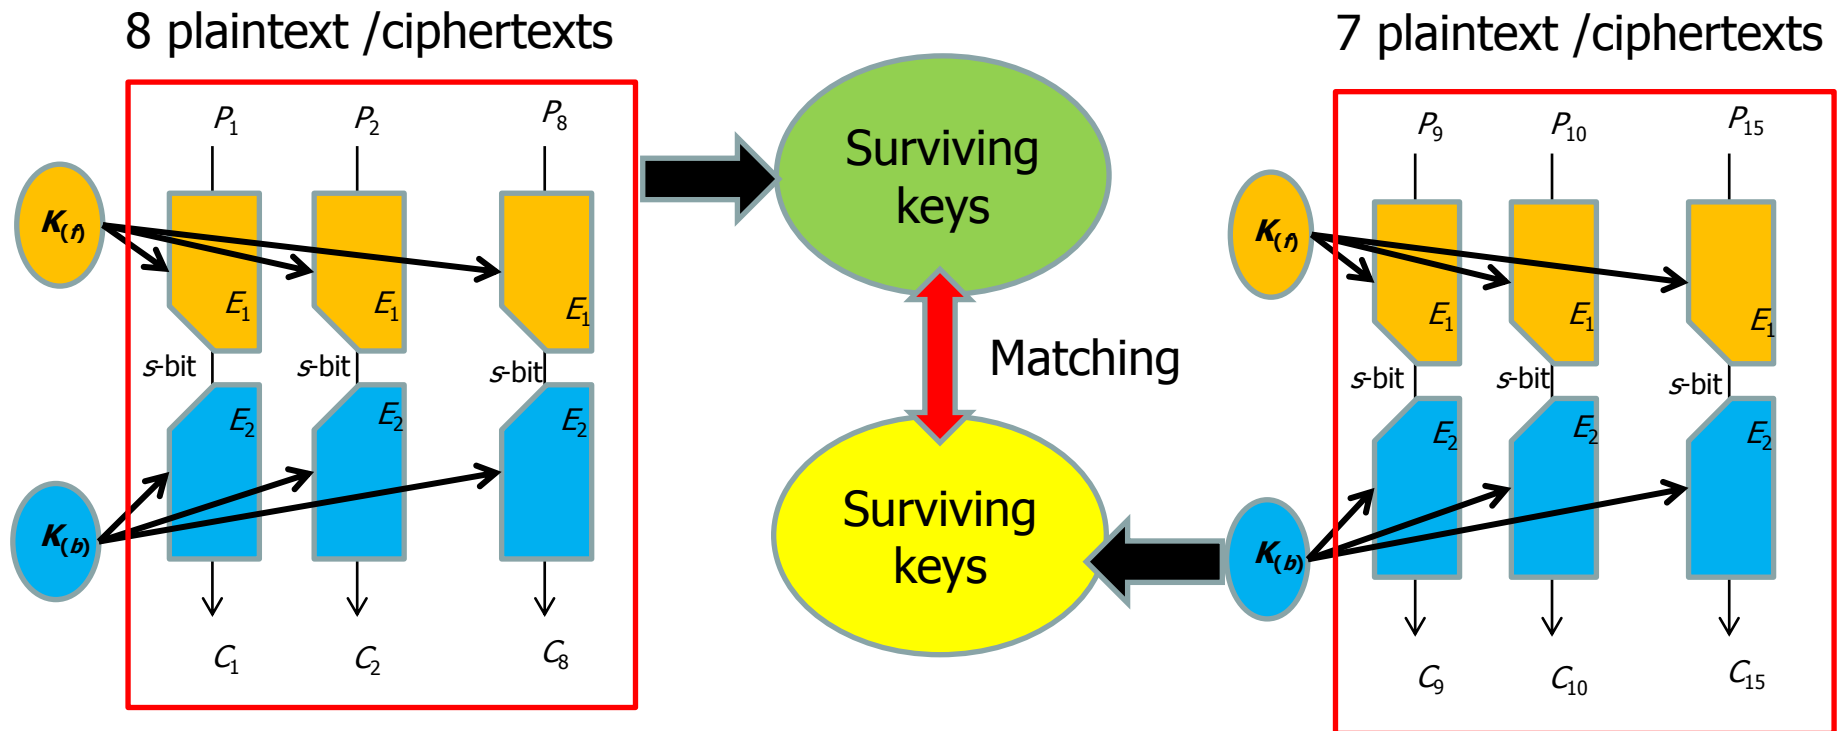 8 plaintext /ciphertexts
P1 P2 P8
K(f)
E1 E1 E1
s-bit s-bit s-bit
E2 E2 E2
K(b)
C1 C2 C8
Surviving
keys
Matching
Surviving
keys
7 plaintext /ciphertexts
P9 P10 P15
K(f)
E1 E1 E1
s-bit s-bit s-bit
E2 E2 E2
K(b)
C9 C10 C15